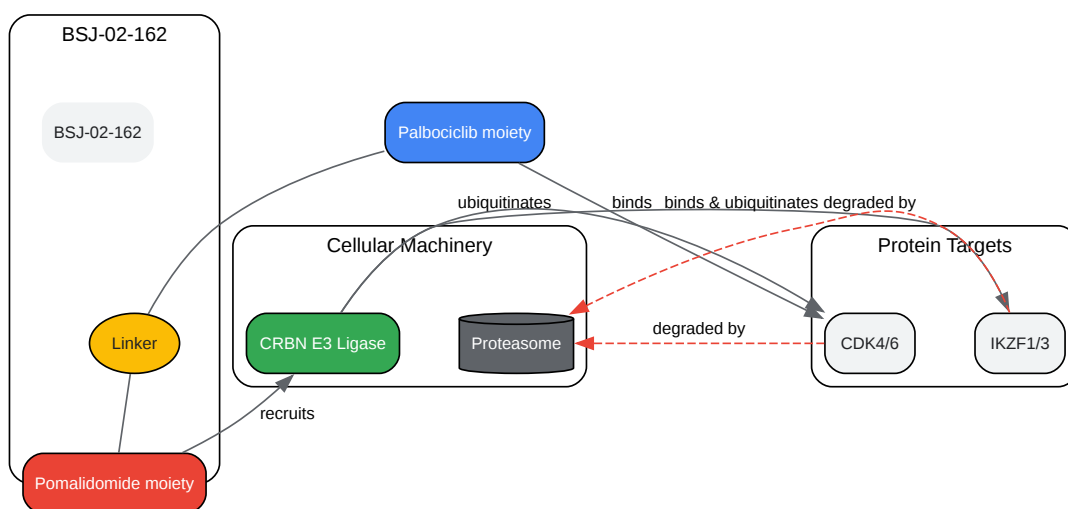 BSJ-02-162
BSJ-02-162
Palbociclib moiety
ubiquitinates
binds
binds & ubiquitinates
degraded by
Cellular Machinery
Protein Targets
Linker
CRBN E3 Ligase
Proteasome
degraded by
CDK4/6
IKZF1/3
recruits
Pomalidomide moiety